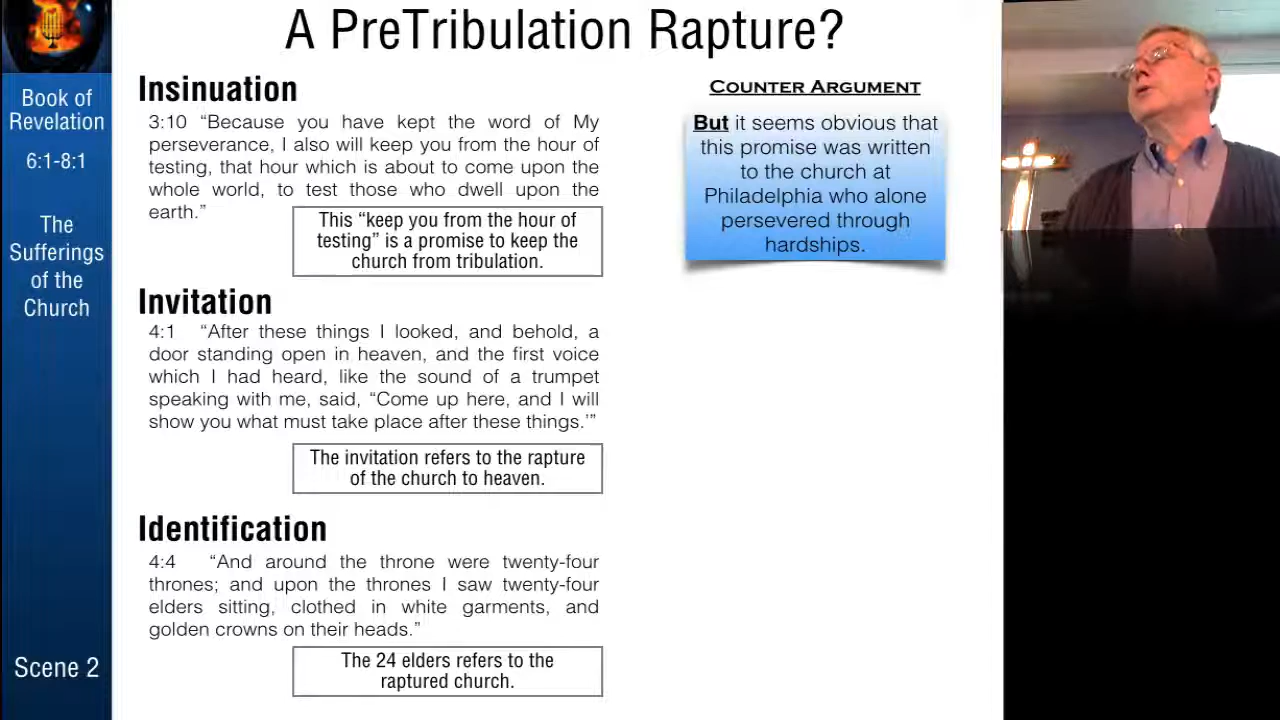 A PreTribulation Rapture?
Book of
Revelation
6:1-8:1
The
Sufferings
of the
Church
Scene 2
Insinuation
3:10 “Because you have kept the word of My
perseverance, I also will keep you from the hour of
testing, that hour which is about to come upon the
whole world, to test those who dwell upon the
earth.”
This “keep you from the hour of
testing” is a promise to keep the
church from tribulation.
Invitation
4:1 “After these things I looked, and behold, a
door standing open in heaven, and the first voice
which I had heard, like the sound of a trumpet
speaking with me, said, “Come up here, and I will
show you what must take place after these things.’”
The invitation refers to the rapture
of the church to heaven.
Identification
4:4 “And around the throne were twenty-four
thrones; and upon the thrones I saw twenty-four
elders sitting, clothed in white garments, and
golden crowns on their heads.”
The 24 elders refers to the
raptured church.
COUNTER ARGUMENT
But it seems obvious that
this promise was written
to the church at
Philadelphia who alone
persevered through
hardships.